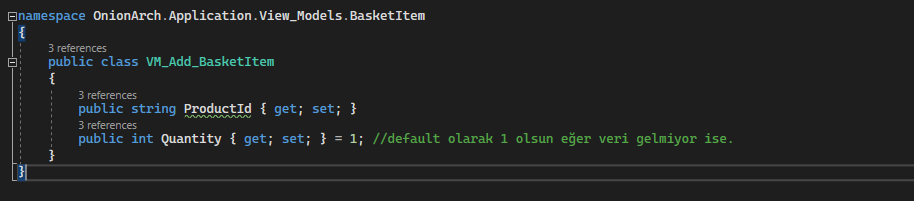 namespace OnionArch.Application.View_Models.BasketItem
{
3 references
public class VM_Add_BasketItem
{
3 references
public string ProductId { get; set; }
3 references
public int Quantity { get; set; } = 1; //default olarak 1 olsun eğer veri gelmiyor ise.
}
}